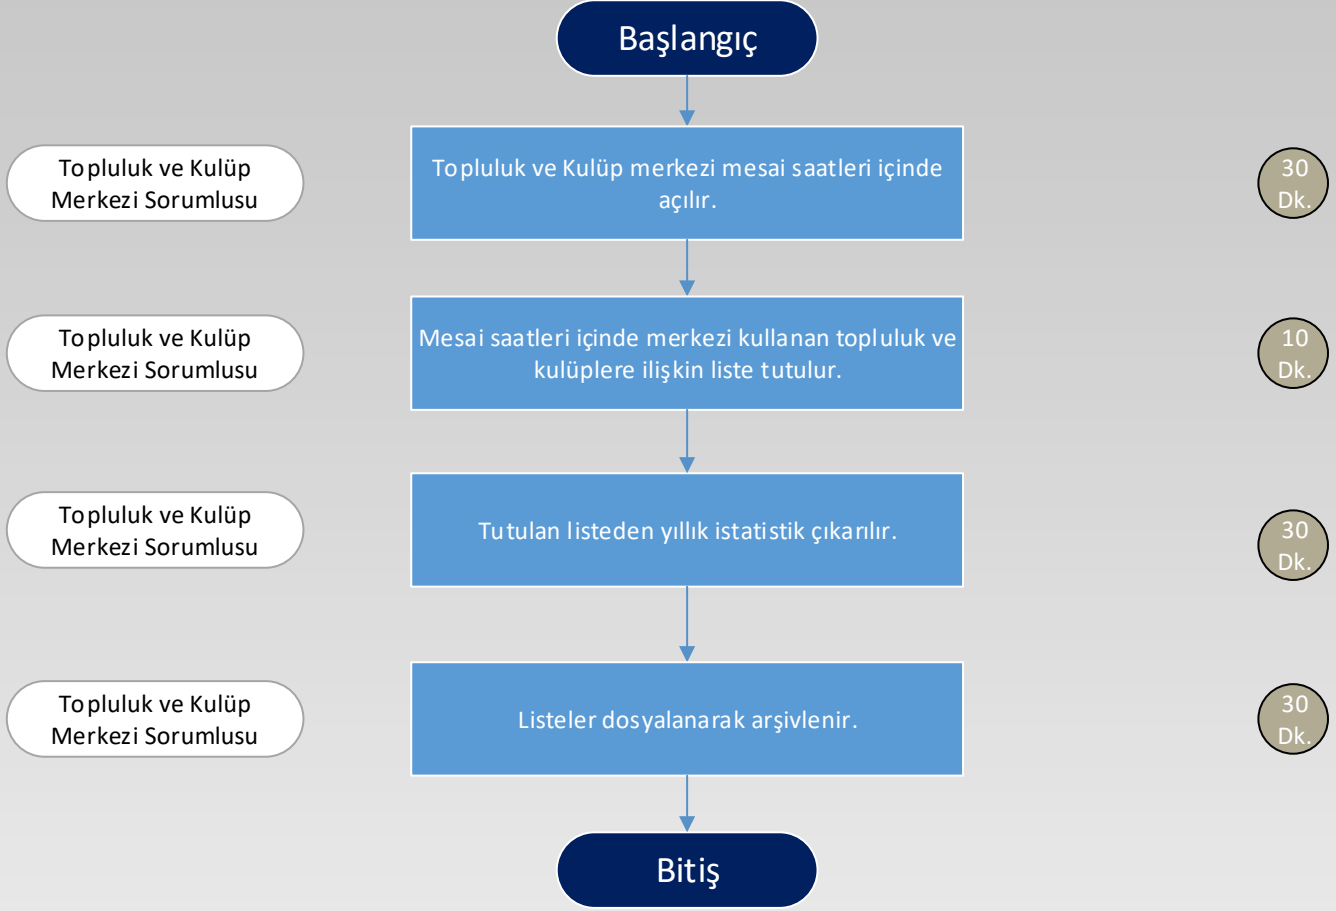 Başlangıç
Topluluk ve Kulüp
Merkezi Sorumlusu
Topluluk ve Kulüp merkezi mesai saatleri içinde
açılır.
30
Dk.
Topluluk ve Kulüp
Merkezi Sorumlusu
Mesai saatleri içinde merkezi kullanan topluluk ve
kulüplere ilişkin liste tutulur.
10
Dk.
Topluluk ve Kulüp
Merkezi Sorumlusu
Tutulan listeden yıllık istatistik çıkarılır.
30
Dk.
Topluluk ve Kulüp
Merkezi Sorumlusu
Listeler dosyalanarak arşivlenir.
30
Dk.
Bitiş